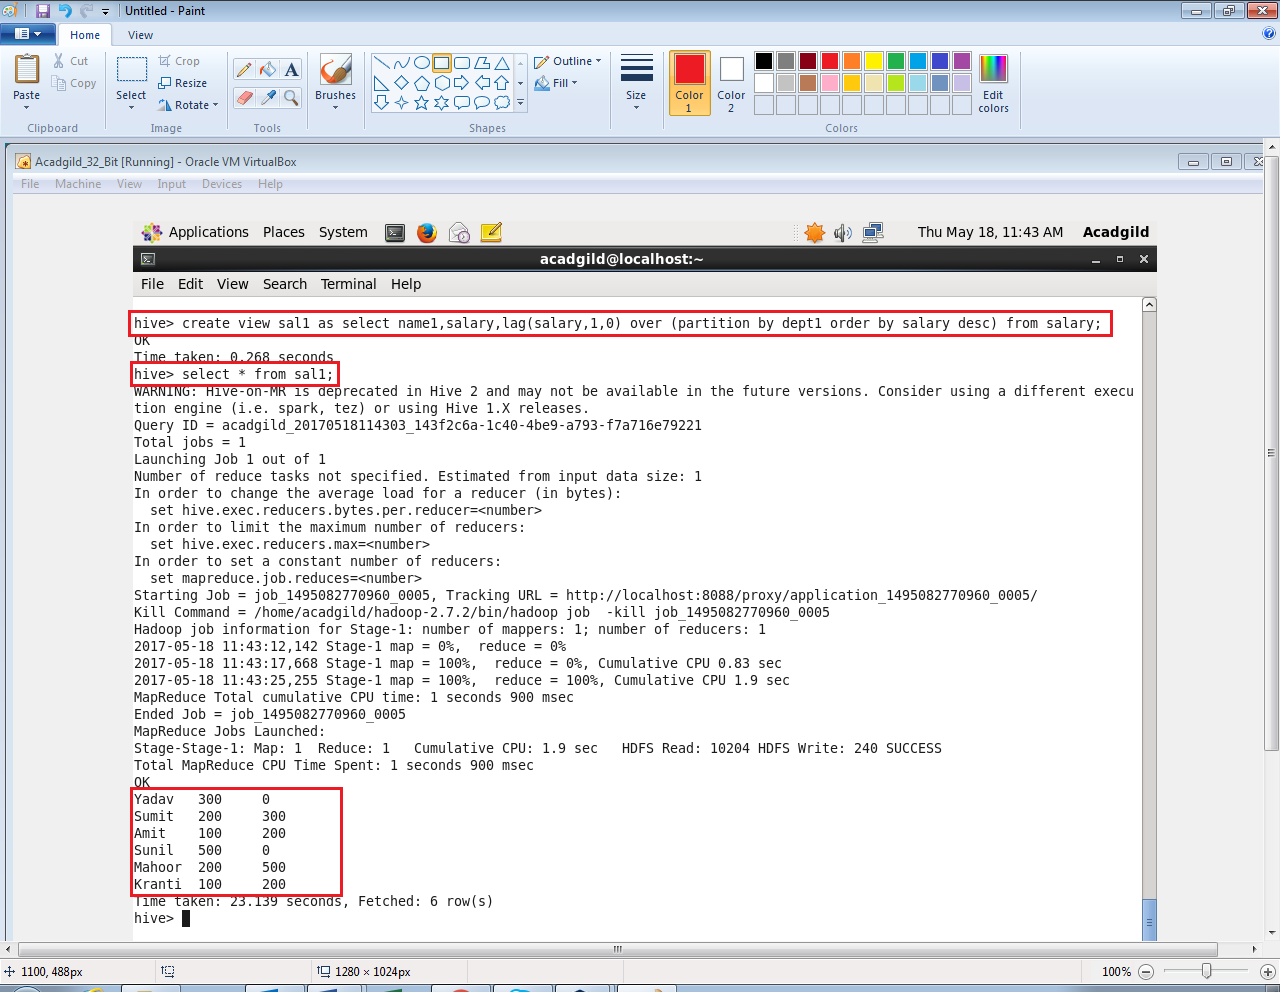 Untitled - Paint
Home View
Paste
Cut
Copy
Clipboard
Select
Crop
Resize
Rotate
Image
Tools
Brushes
Outline
Fill
Shapes
Size
Color 1
Color 2
Edit colors
Colors
Acadgild_32_Bit [Running] - Oracle VM VirtualBox
File Machine View Input Devices Help
Applications Places System Thu May 18, 11:43 AM Acadgild
acadgild@localhost:~
File Edit View Search Terminal Help
hive> create view sal1 as select name1,salary,lag(salary,1,0) over (partition by dept1 order by salary desc) from salary;
OK
Time taken: 0.268 seconds
hive> select * from sal1;
WARNING: Hive-on-MR is deprecated in Hive 2 and may not be available in the future versions. Consider using a different execu
tion engine (i.e. spark, tez) or using Hive 1.X releases.
Query ID = acadgild_20170518114303_143f2c6a-1c40-4be9-a793-f7a716e79221
Total jobs = 1
Launching Job 1 out of 1
Number of reduce tasks not specified. Estimated from input data size: 1
In order to change the average load for a reducer (in bytes):
  set hive.exec.reducers.bytes.per.reducer=<number>
In order to limit the maximum number of reducers:
  set hive.exec.reducers.max=<number>
In order to set a constant number of reducers:
  set mapreduce.job.reduces=<number>
Starting Job = job_1495082770960_0005, Tracking URL = http://localhost:8088/proxy/application_1495082770960_0005/
Kill Command = /home/acadgild/hadoop-2.7.2/bin/hadoop job  -kill job_1495082770960_0005
Hadoop job information for Stage-1: number of mappers: 1; number of reducers: 1
2017-05-18 11:43:12,142 Stage-1 map = 0%,  reduce = 0%
2017-05-18 11:43:17,668 Stage-1 map = 100%,  reduce = 0%, Cumulative CPU 0.83 sec
2017-05-18 11:43:25,255 Stage-1 map = 100%,  reduce = 100%, Cumulative CPU 1.9 sec
MapReduce Total cumulative CPU time: 1 seconds 900 msec
Ended Job = job_1495082770960_0005
MapReduce Jobs Launched:
Stage-Stage-1: Map: 1  Reduce: 1   Cumulative CPU: 1.9 sec   HDFS Read: 10204 HDFS Write: 240 SUCCESS
Total MapReduce CPU Time Spent: 1 seconds 900 msec
OK
Yadav 300 0
Sumit 200 300
Amit 100 200
Sunil 500 0
Mahoor 200 500
Kranti 100 200
Time taken: 23.139 seconds, Fetched: 6 row(s)
hive>
1100, 488px 1280 × 1024px 100%